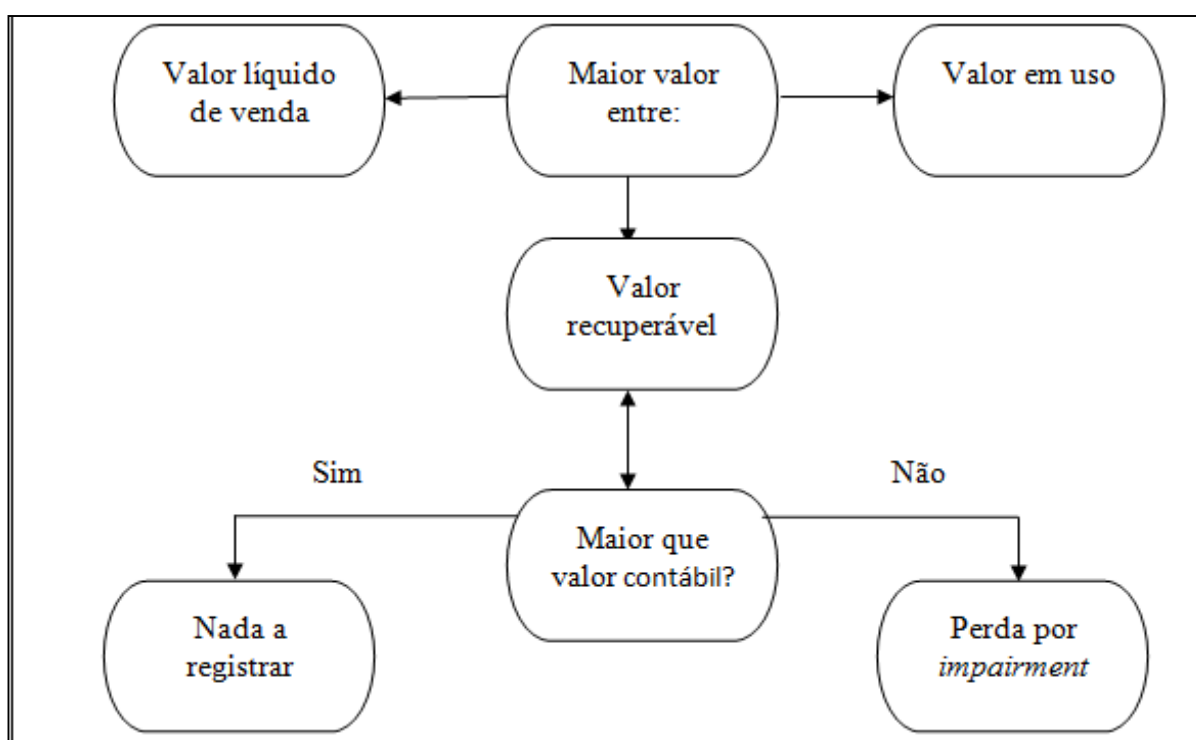 Valor líquido
de venda
Maior valor
entre:
Valor em uso
Valor
recuperável
Sim
Não
Maior que
valor contábil?
Nada a
registrar
Perda por
impairment